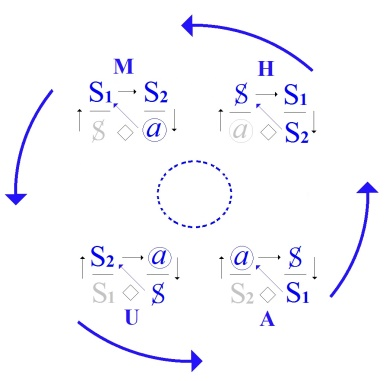 M H
S1 → S2 $ → S1
$ ◇ a a ◇ S2
S2 → a a → $
S1 ◇ $ S2 ◇ S1
U A